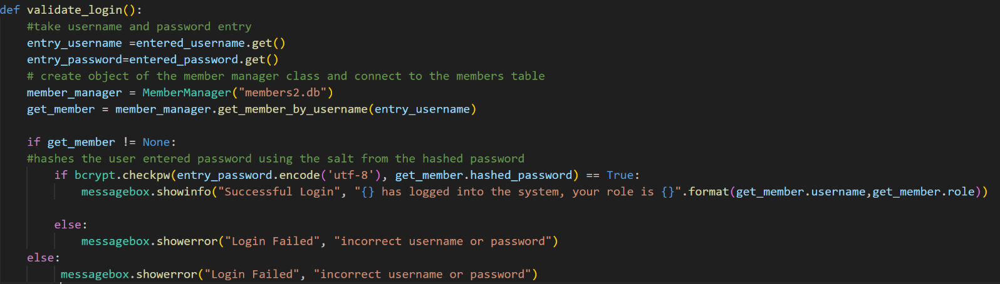 def validate_login():
    #take username and password entry
    entry_username =entered_username.get()
    entry_password=entered_password.get()
    # create object of the member manager class and connect to the members table
    member_manager = MemberManager("members2.db")
    get_member = member_manager.get_member_by_username(entry_username)

    if get_member != None:
    #hashes the user entered password using the salt from the hashed password
        if bcrypt.checkpw(entry_password.encode('utf-8'), get_member.hashed_password) == True:
            messagebox.showinfo("Successful Login", "{} has logged into the system, your role is {}".format(get_member.username,get_member.role))

        else:
            messagebox.showerror("Login Failed", "incorrect username or password")
    else:
         messagebox.showerror("Login Failed", "incorrect username or password")